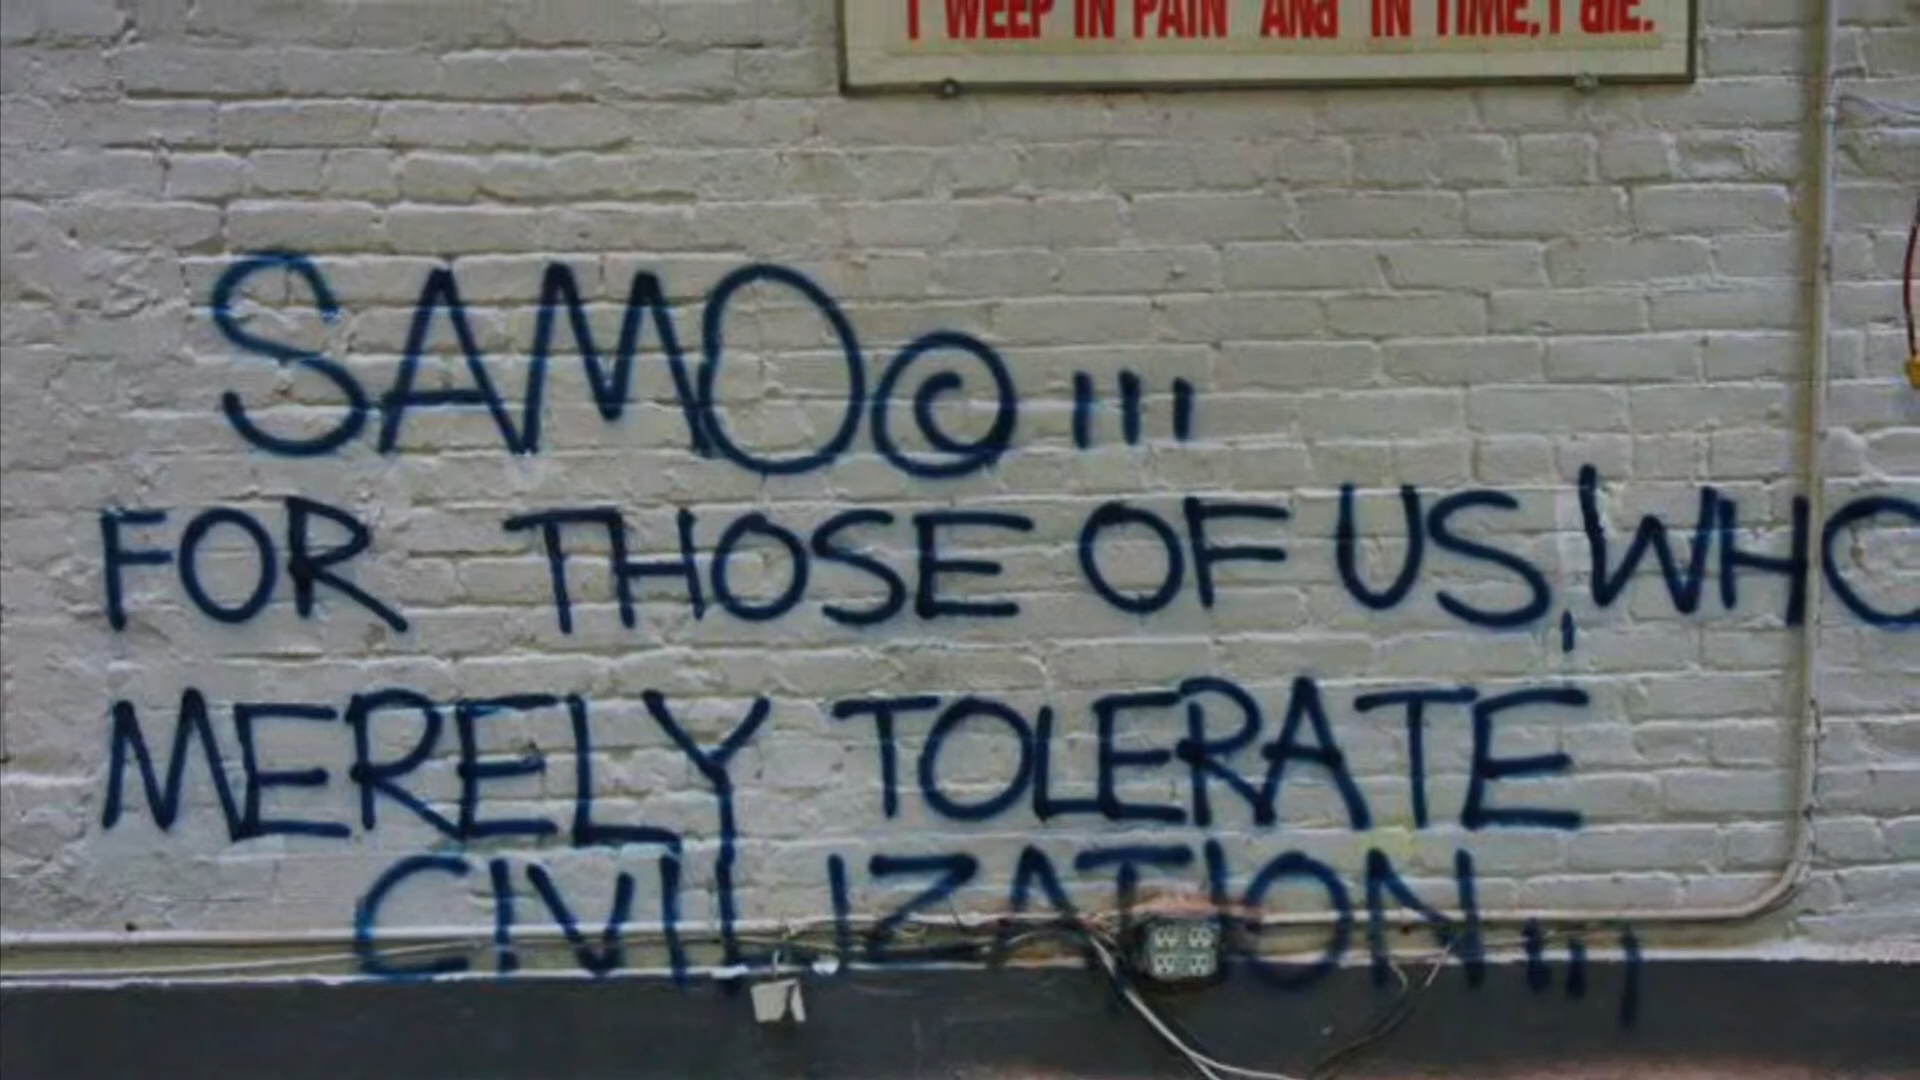 I WEEP IN PAIN AND IN TIME, I dIE.
SAMO© ...
FOR THOSE OF US, WHO
MERELY TOLERATE
CIVILIZATION...